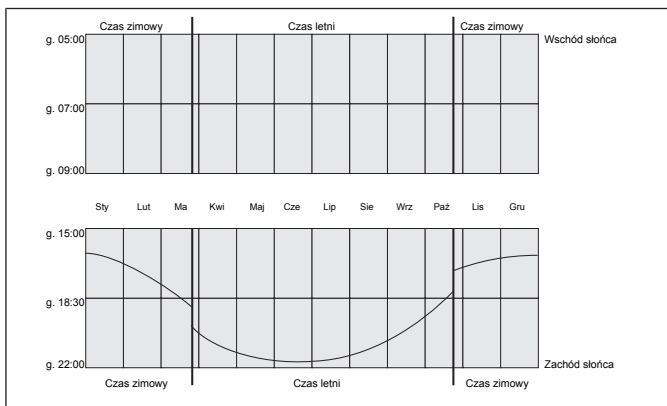 Czas zimowy Czas letni Czas zimowy
g. 05:00 Wschód słońca
g. 07:00
g. 09:00
Sty Lut Ma Kwi Maj Cze Lip Sie Wrz Paź Lis Gru
g. 15:00
g. 18:30
g. 22:00 Zachód słońca
Czas zimowy Czas letni Czas zimowy